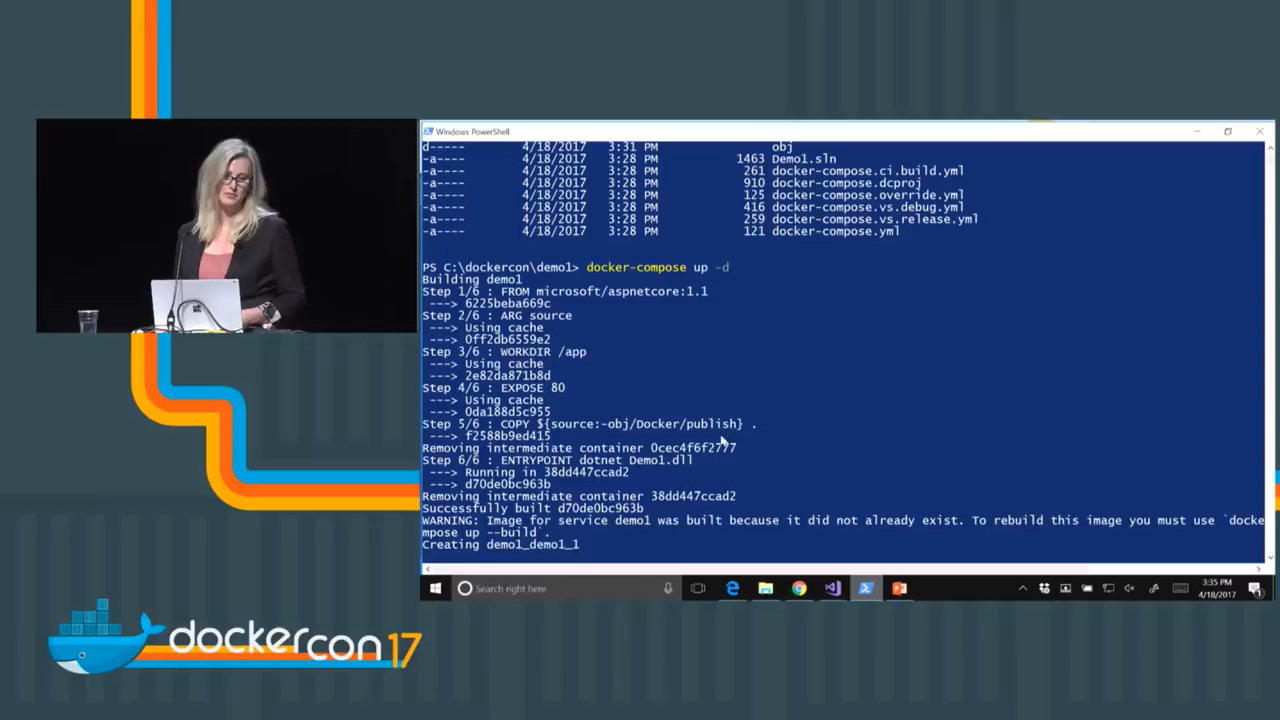 Windows PowerShell
d----- 4/18/2017 3:31 PM obj
-a---- 4/18/2017 3:28 PM 1463 Demo1.sln
-a---- 4/18/2017 3:28 PM 261 docker-compose.ci.build.yml
-a---- 4/18/2017 3:28 PM 910 docker-compose.dcproj
-a---- 4/18/2017 3:28 PM 125 docker-compose.override.yml
-a---- 4/18/2017 3:28 PM 416 docker-compose.vs.debug.yml
-a---- 4/18/2017 3:28 PM 259 docker-compose.vs.release.yml
-a---- 4/18/2017 3:28 PM 121 docker-compose.yml
PS C:\dockercon\demo1> docker-compose up -d
Building demo1
Step 1/6 : FROM microsoft/aspnetcore:1.1
---> 6225beba669c
Step 2/6 : ARG source
---> Using cache
---> 0ff2db6559e2
Step 3/6 : WORKDIR /app
---> Using cache
---> 2e82da871b8d
Step 4/6 : EXPOSE 80
---> Using cache
---> 0da188d5c955
Step 5/6 : COPY ${source:-obj/Docker/publish} .
---> f2588b9ed415
Removing intermediate container 0cec4f6f2777
Step 6/6 : ENTRYPOINT dotnet Demo1.dll
---> Running in 38dd447ccad2
---> d70de0bc963b
Removing intermediate container 38dd447ccad2
Successfully built d70de0bc963b
WARNING: Image for service demo1 was built because it did not already exist. To rebuild this image you must use `docke
mpose up --build`.
Creating demo1_demo1_1
Search right here
3:35 PM
4/18/2017
dockercon 17